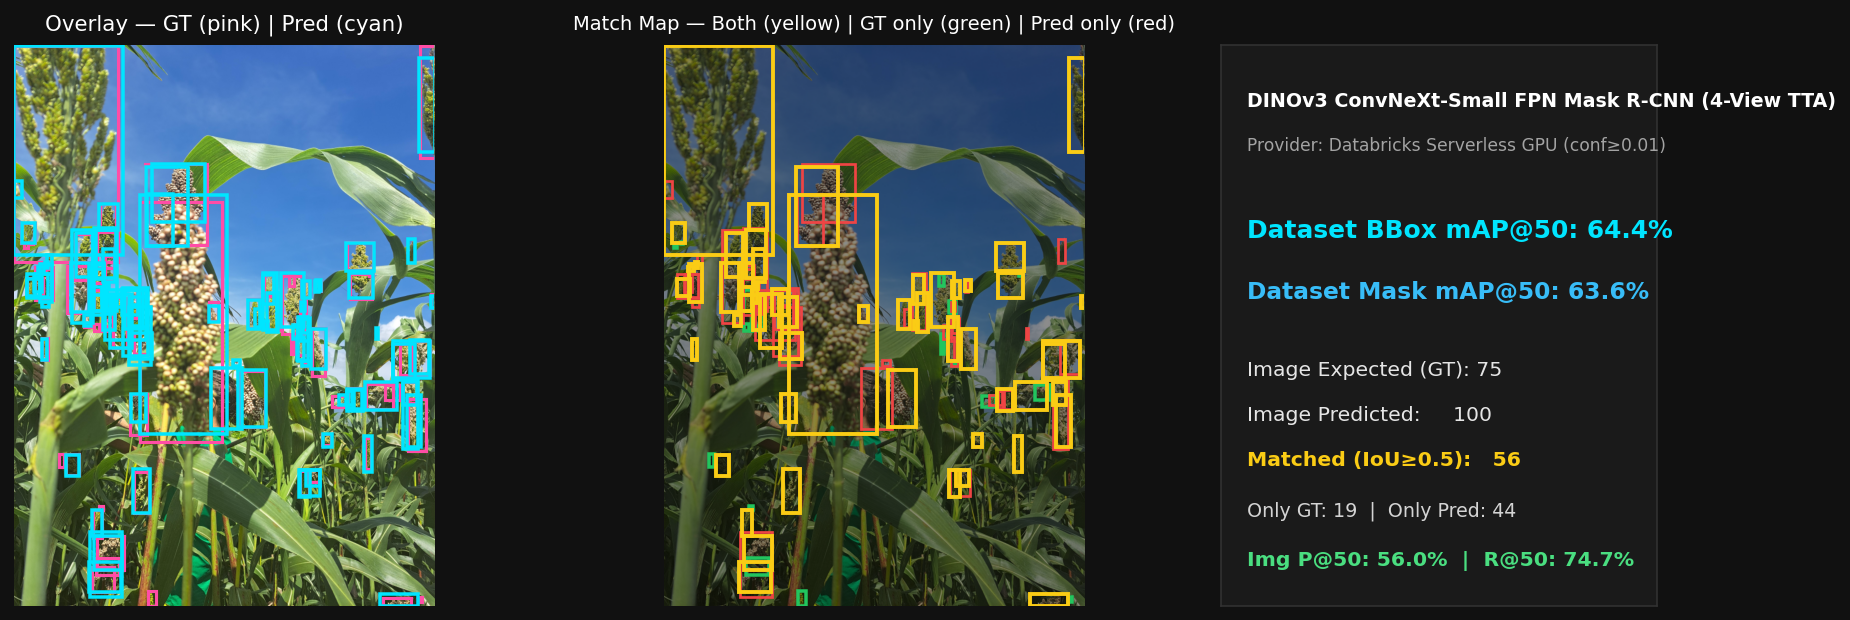 Overlay — GT (pink) | Pred (cyan)
Match Map — Both (yellow) | GT only (green) | Pred only (red)
DINOv3 ConvNeXt-Small FPN Mask R-CNN (4-View TTA)
Provider: Databricks Serverless GPU (conf≥0.01)
Dataset BBox mAP@50: 64.4%
Dataset Mask mAP@50: 63.6%
Image Expected (GT): 75
Image Predicted: 100
Matched (IoU≥0.5): 56
Only GT: 19 | Only Pred: 44
Img P@50: 56.0% | R@50: 74.7%